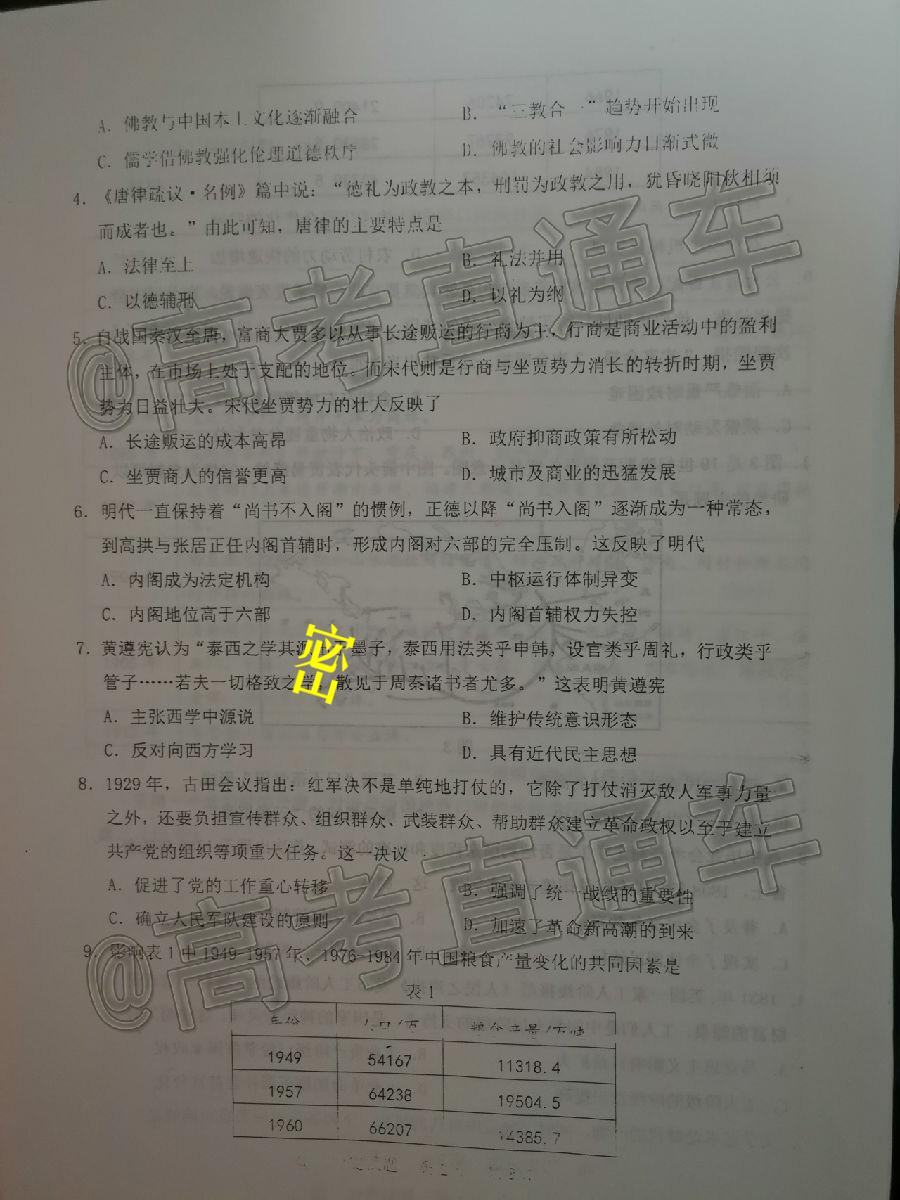 A. 佛教与中国本土文化逐渐融合 B. “三教合一”趋势开始出现
C. 儒学借佛教强化伦理道德秩序 D. 佛教的社会影响力日渐式微
4. 《唐律疏议·名例》篇中说：“德礼为政教之本，刑罚为政教之用，犹昏晓阳秋相须
而成者也。”由此可知，唐律的主要特点是
A. 法律至上 B. 礼法并用
C. 以德辅刑 D. 以礼为纲
5. 自战国秦汉至唐，富商大贾多以从事长途贩运的行商为主，行商是商业活动中的盈利
主体，在市场上处于支配的地位。而宋代则是行商与坐贾势力消长的转折时期，坐贾
势力日益壮大。宋代坐贾势力的壮大反映了
A. 长途贩运的成本高昂 B. 政府抑商政策有所松动
C. 坐贾商人的信誉更高 D. 城市及商业的迅猛发展
6. 明代一直保持着“尚书不入阁”的惯例，正德以降“尚书入阁”逐渐成为一种常态，
到高拱与张居正任内阁首辅时，形成内阁对六部的完全压制。这反映了明代
A. 内阁成为法定机构 B. 中枢运行体制异变
C. 内阁地位高于六部 D. 内阁首辅权力失控
7. 黄遵宪认为“泰西之学其源 于墨子，泰西用法类乎申韩，设官类乎周礼，行政类乎
管子……若夫一切格致之学，散见于周秦诸书者尤多。”这表明黄遵宪
密
A. 主张西学中源说 B. 维护传统意识形态
C. 反对向西方学习 D. 具有近代民主思想
8. 1929年，古田会议指出：红军决不是单纯地打仗的，它除了打仗消灭敌人军事力量
之外，还要负担宣传群众、组织群众、武装群众、帮助群众建立革命政权以至于建立
共产党的组织等项重大任务。这一决议
A. 促进了党的工作重心转移 B. 强调了统一战线的重要性
C. 确立人民军队建设的原则 D. 加速了革命新高潮的到来
9. 影响表1中1949-1957年、1976-1984年中国粮食产量变化的共同因素是
表1
年份 人口/万 粮食产量/万吨
1949 54167 11318.4
1957 64238 19504.5
1960 66207 14385.7
@高考直通车
@高考直通车